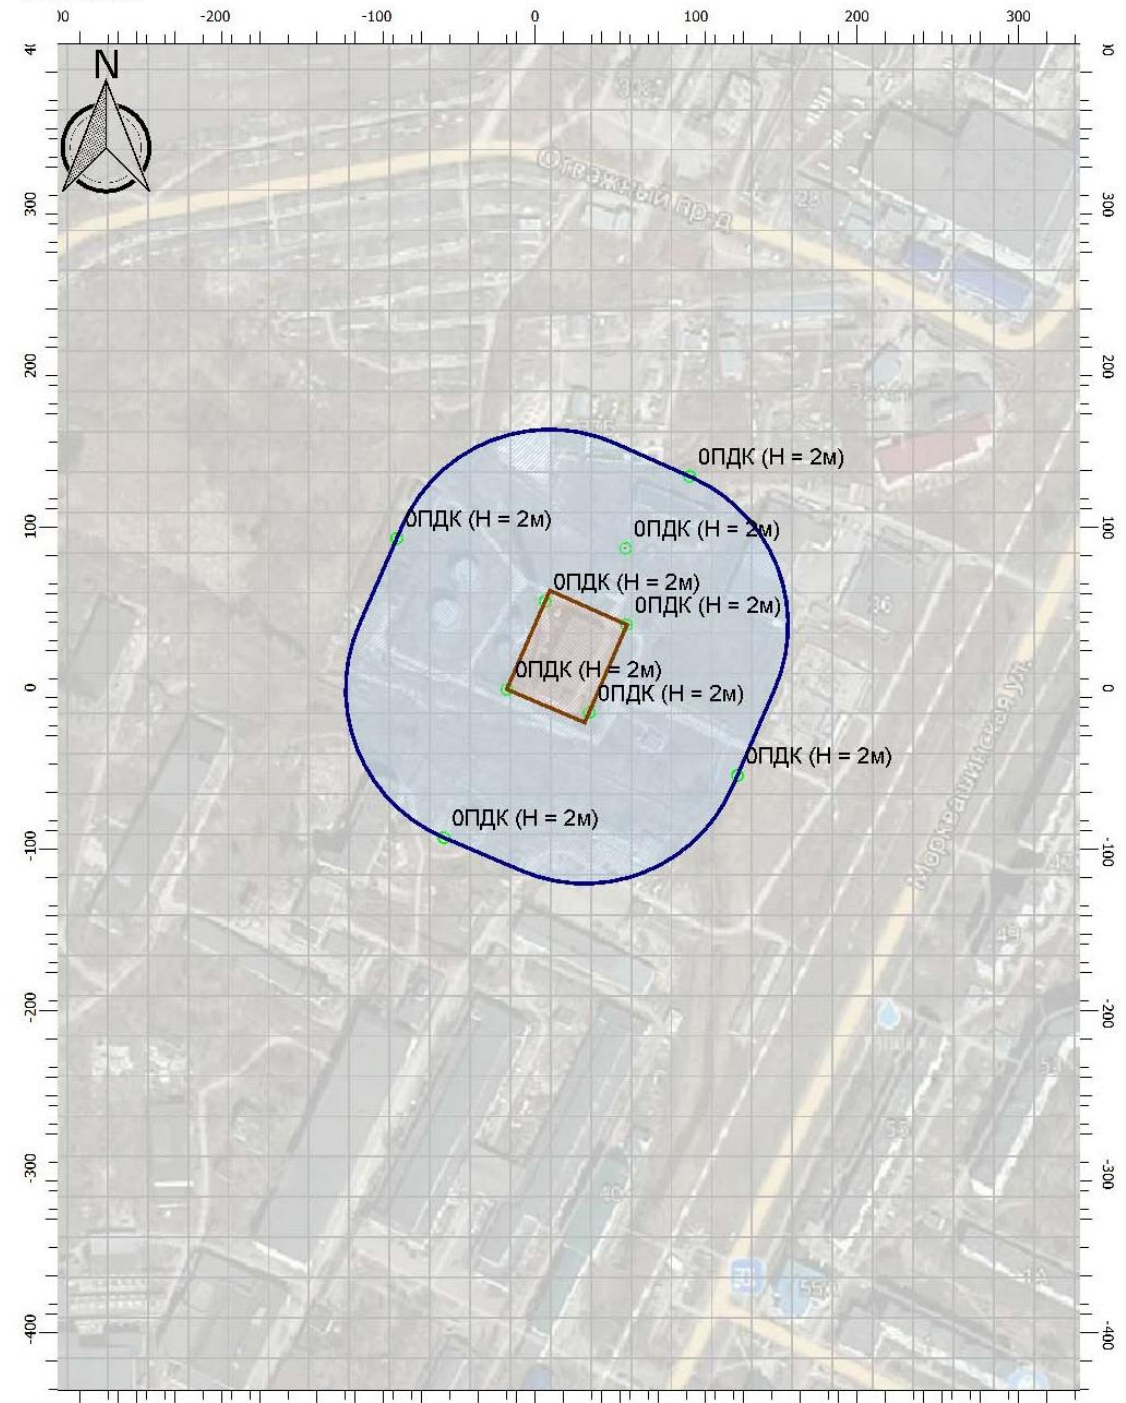 -200 -100 0 100 200 300
N
Отважный пр-д
300 300
200 200
0ПДК (Н = 2м)
0ПДК (Н = 2м)
100 100
0ПДК (Н = 2м)
0ПДК (Н = 2м)
0ПДК (Н = 2м)
36
0ПДК (Н = 2м)
0 0
0ПДК (Н = 2м)
0ПДК (Н = 2м)
0ПДК (Н = 2м)
Морквашинская ул.
-100 -100
-200 -200
-300 -300
-400 -400